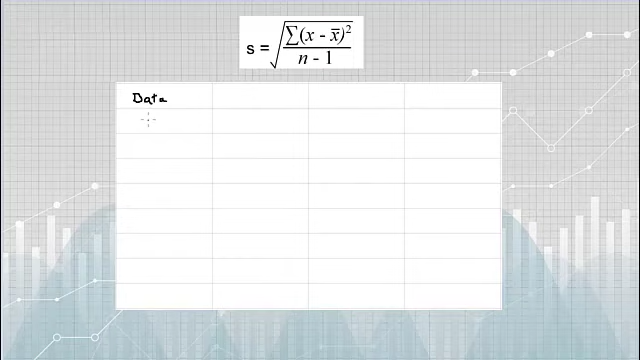 s = √(∑(x - x̄)² / (n - 1))
Data